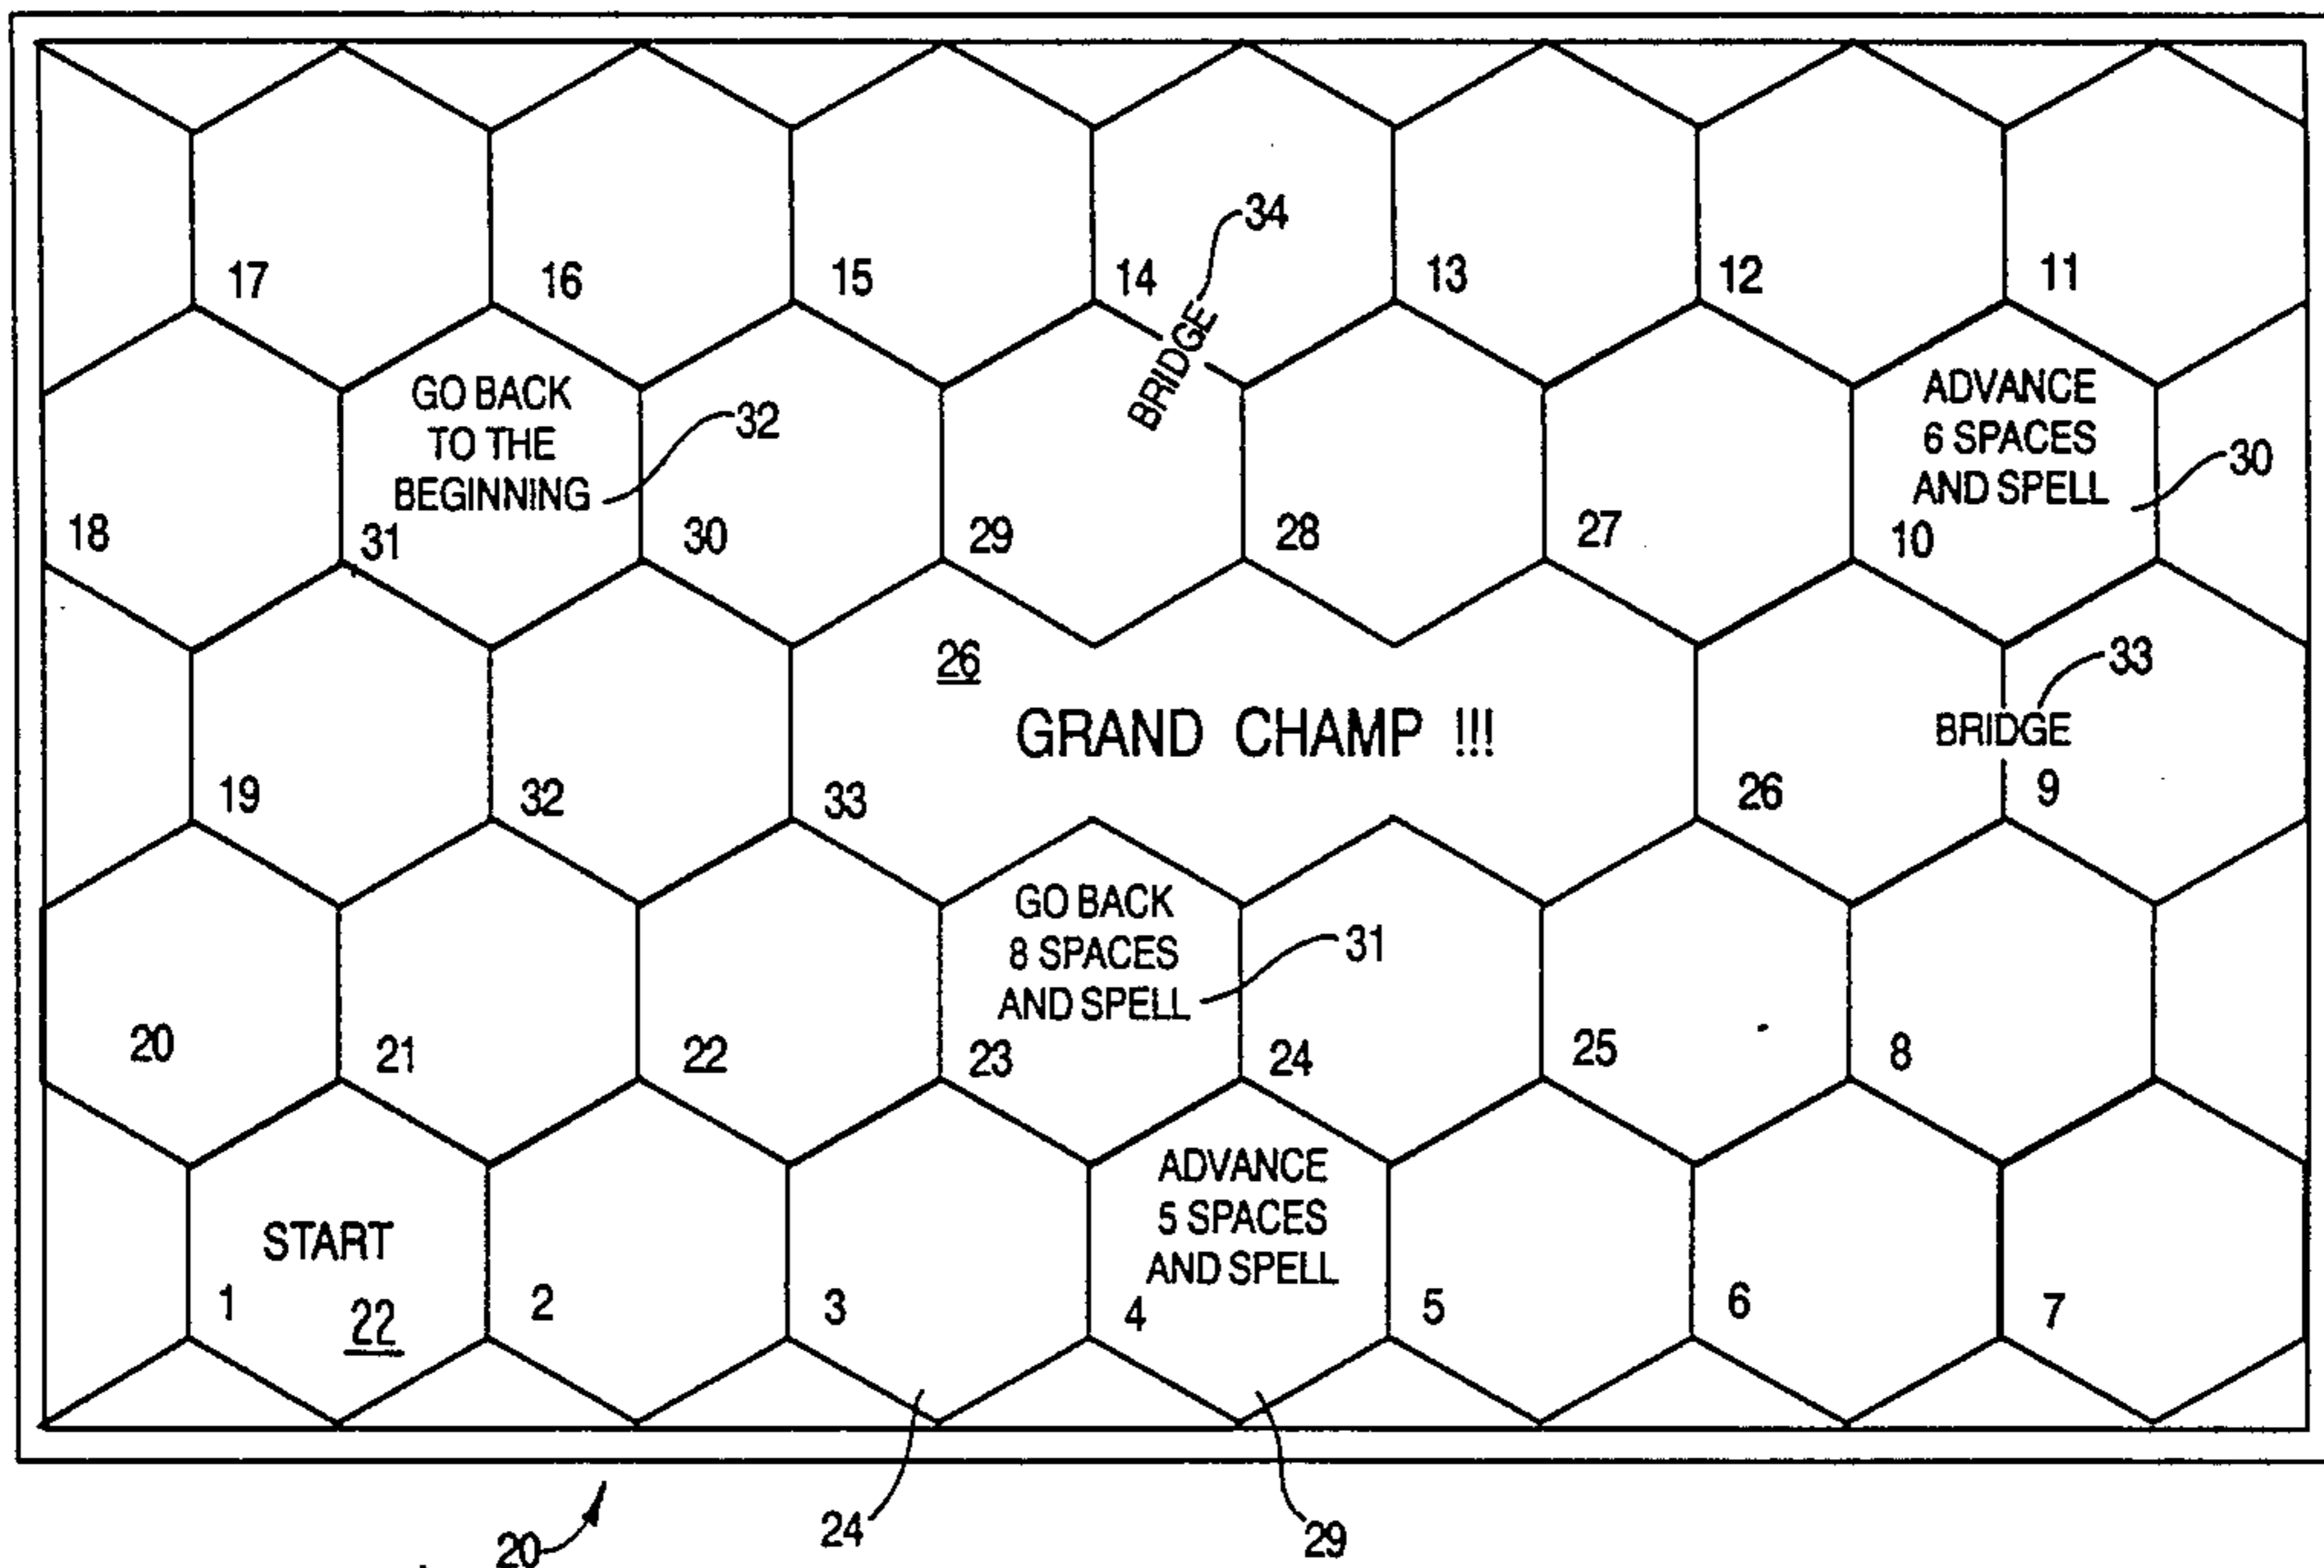 34
17 16 15 14 13 12 11
BRIDGE
GO BACK
TO THE
BEGINNING
32
ADVANCE
6 SPACES
AND SPELL
30
18 31 30 29 28 27 10
26
33
GRAND CHAMP !!!
BRIDGE
19 32 33 26 9
GO BACK
8 SPACES
AND SPELL
31
20 21 22 23 24 25 8
ADVANCE
5 SPACES
AND SPELL
START
1 2 3 4 5 6 7
22
20
24
29